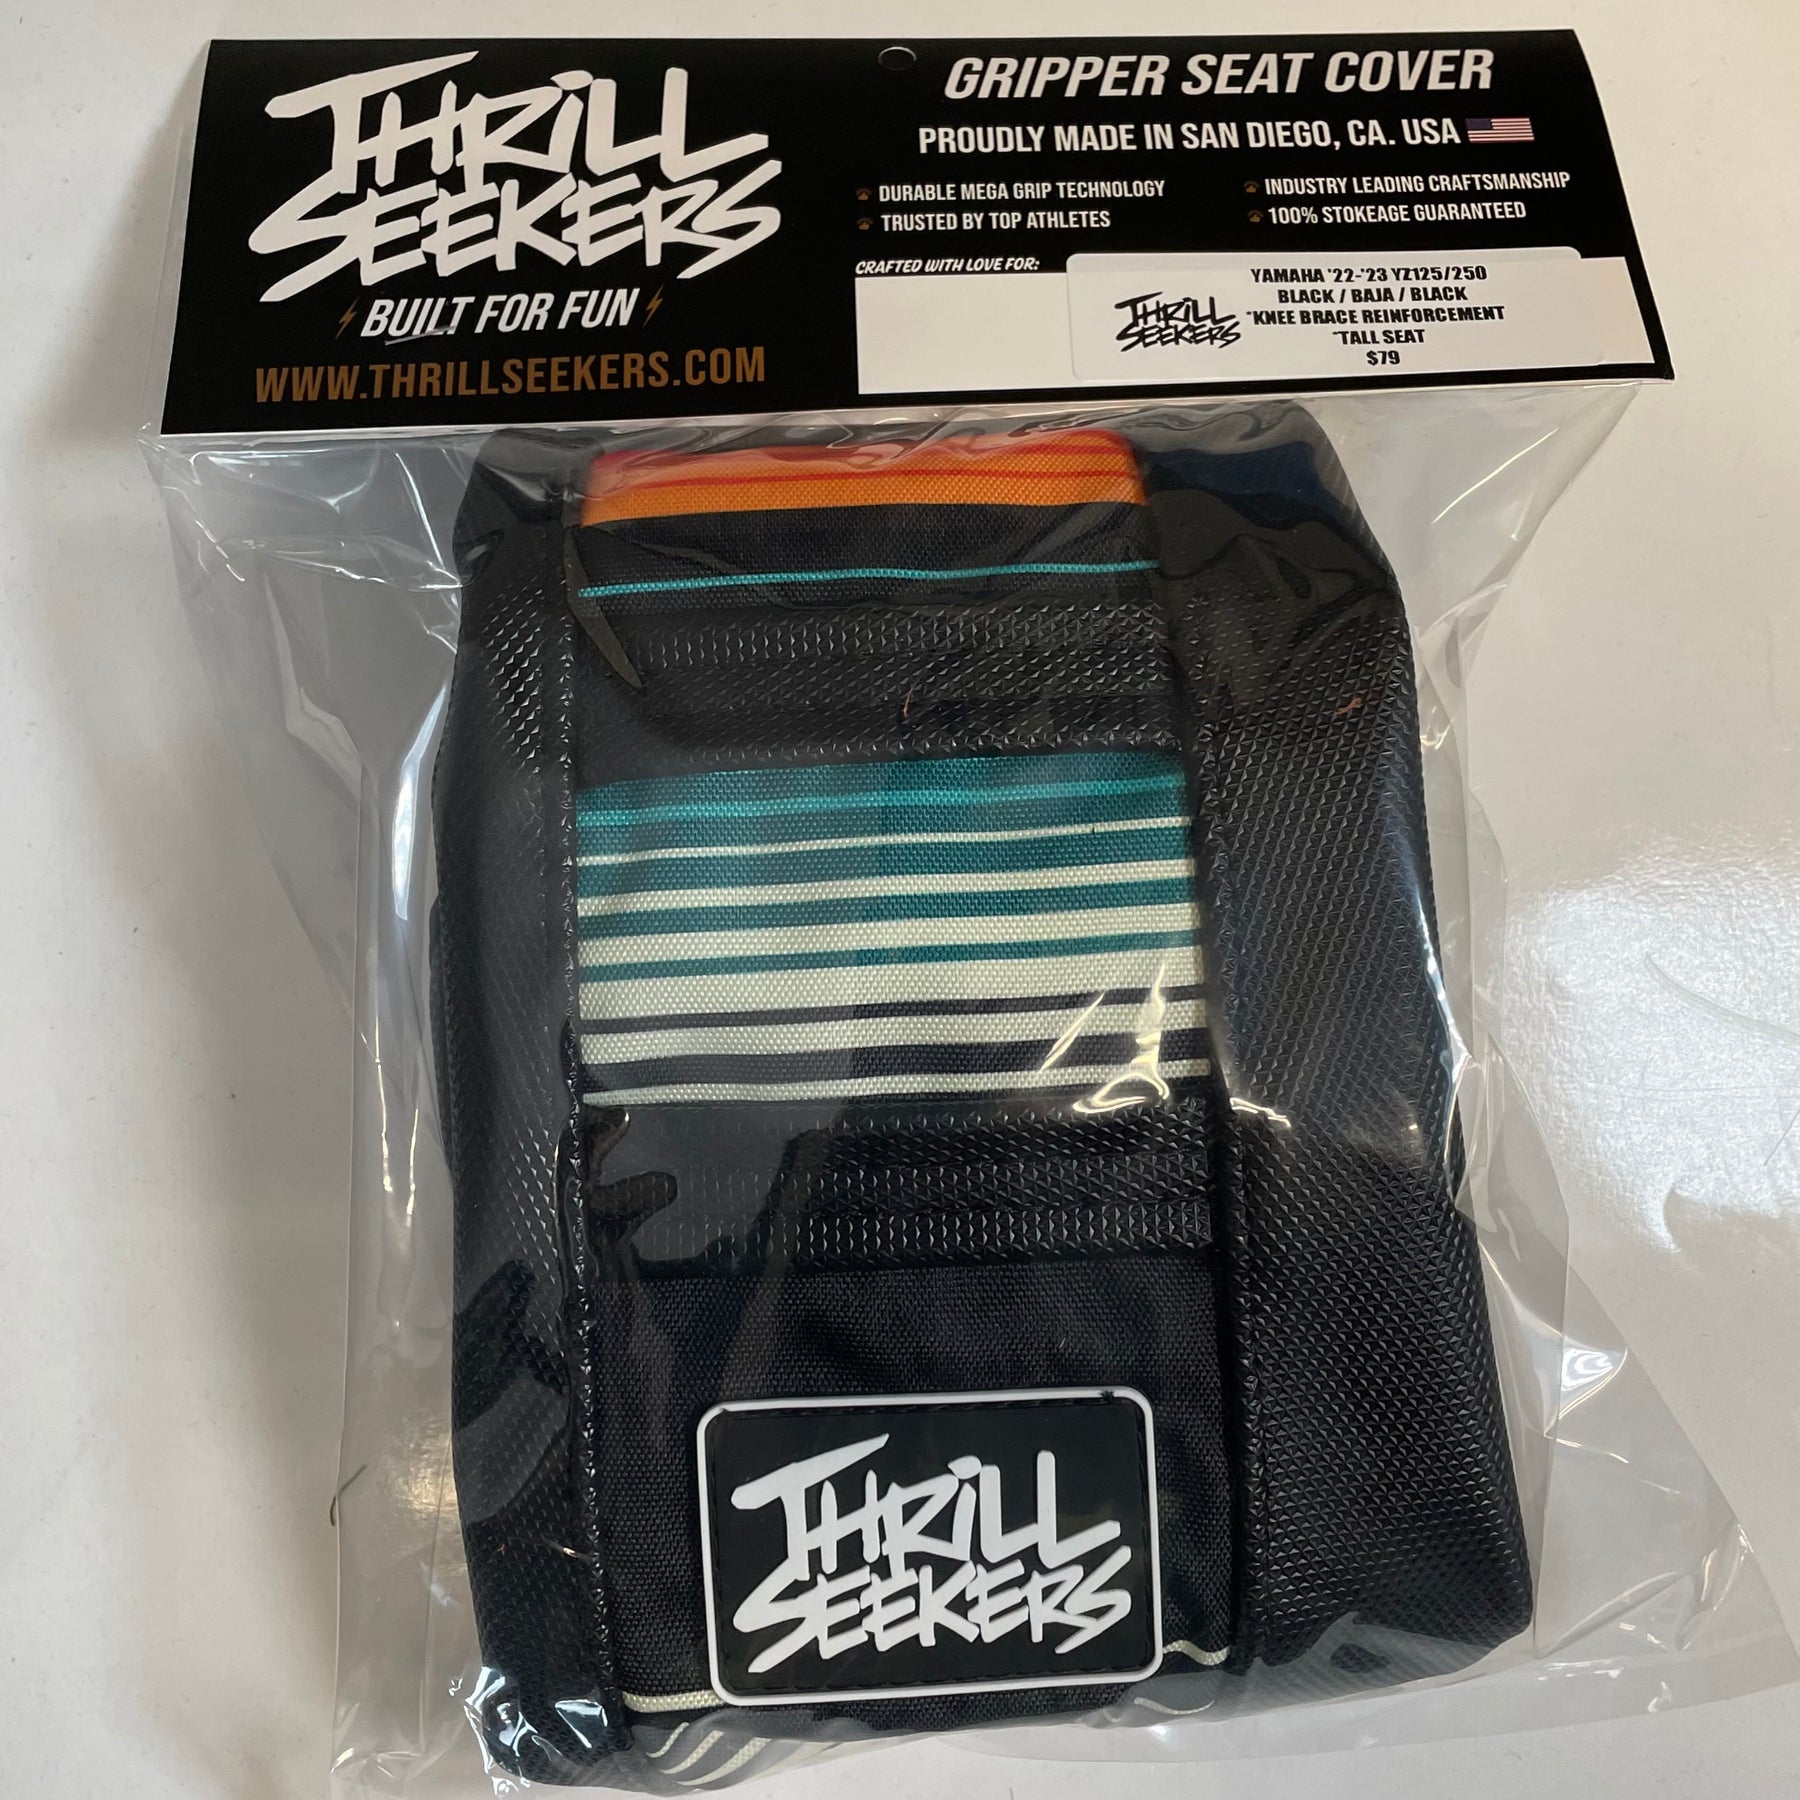 THRILL
SEEKERS
BUILT FOR FUN
WWW.THRILLSEEKERS.COM
GRIPPER SEAT COVER
PROUDLY MADE IN SAN DIEGO, CA. USA
DURABLE MEGA GRIP TECHNOLOGY
TRUSTED BY TOP ATHLETES
INDUSTRY LEADING CRAFTSMANSHIP
100% STOKEAGE GUARANTEED
CRAFTED WITH LOVE FOR:
THRILL
SEEKERS
YAMAHA '22-'23 YZ125/250
BLACK / BAJA / BLACK
*KNEE BRACE REINFORCEMENT
*TALL SEAT
$79
THRILL
SEEKERS